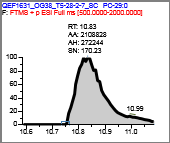 QEF1631_OG38_T5-28-2-7_SC PC-29:0
F: FTMS + p ESI Full ms [500.0000-2000.0000]
RT: 10.83
AA: 2108828
AH: 272244
SN: 170.23
100
80
60
40
20
0
10.99
10.6 10.7 10.8 10.9 11.0